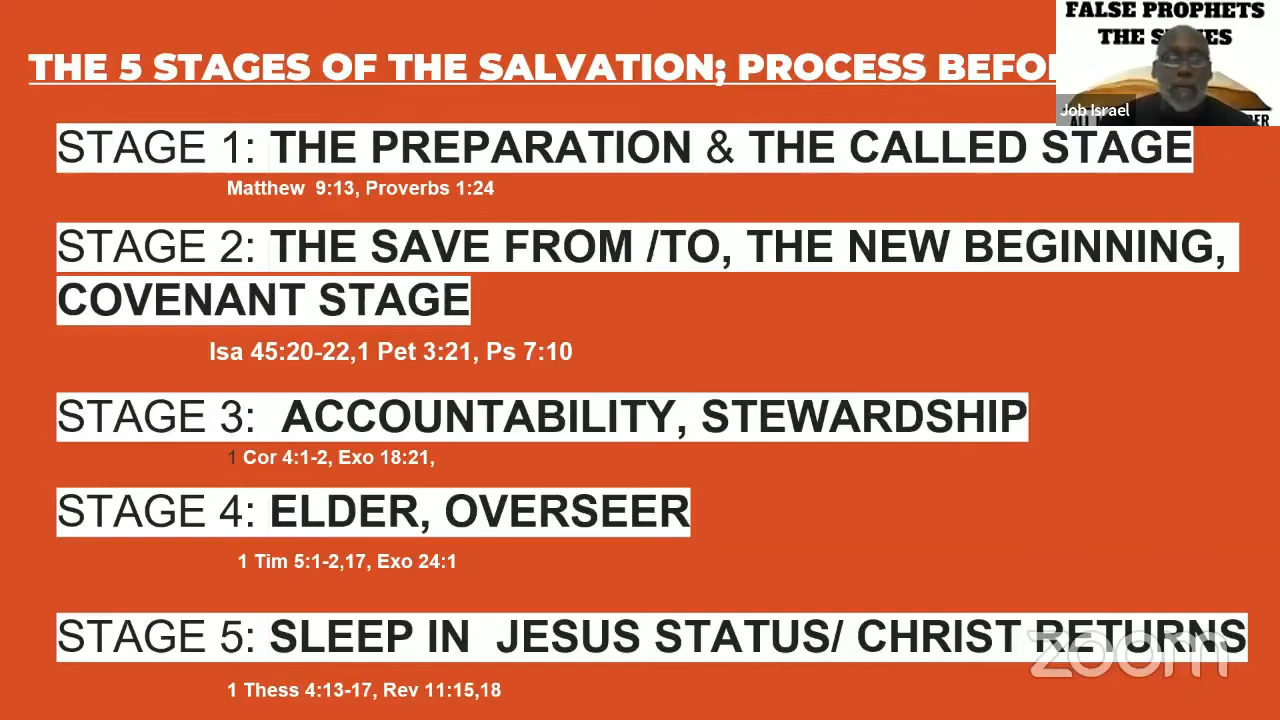 THE 5 STAGES OF THE SALVATION; PROCESS BEFO
FALSE PROPHETS
THE
Job Israel
STAGE 1: THE PREPARATION & THE CALLED STAGE
Matthew 9:13, Proverbs 1:24
STAGE 2: THE SAVE FROM /TO, THE NEW BEGINNING,
COVENANT STAGE
Isa 45:20-22,1 Pet 3:21, Ps 7:10
STAGE 3: ACCOUNTABILITY, STEWARDSHIP
1 Cor 4:1-2, Exo 18:21,
STAGE 4: ELDER, OVERSEER
1 Tim 5:1-2,17, Exo 24:1
STAGE 5: SLEEP IN JESUS STATUS/ CHRIST RETURNS
zoom
1 Thess 4:13-17, Rev 11:15,18